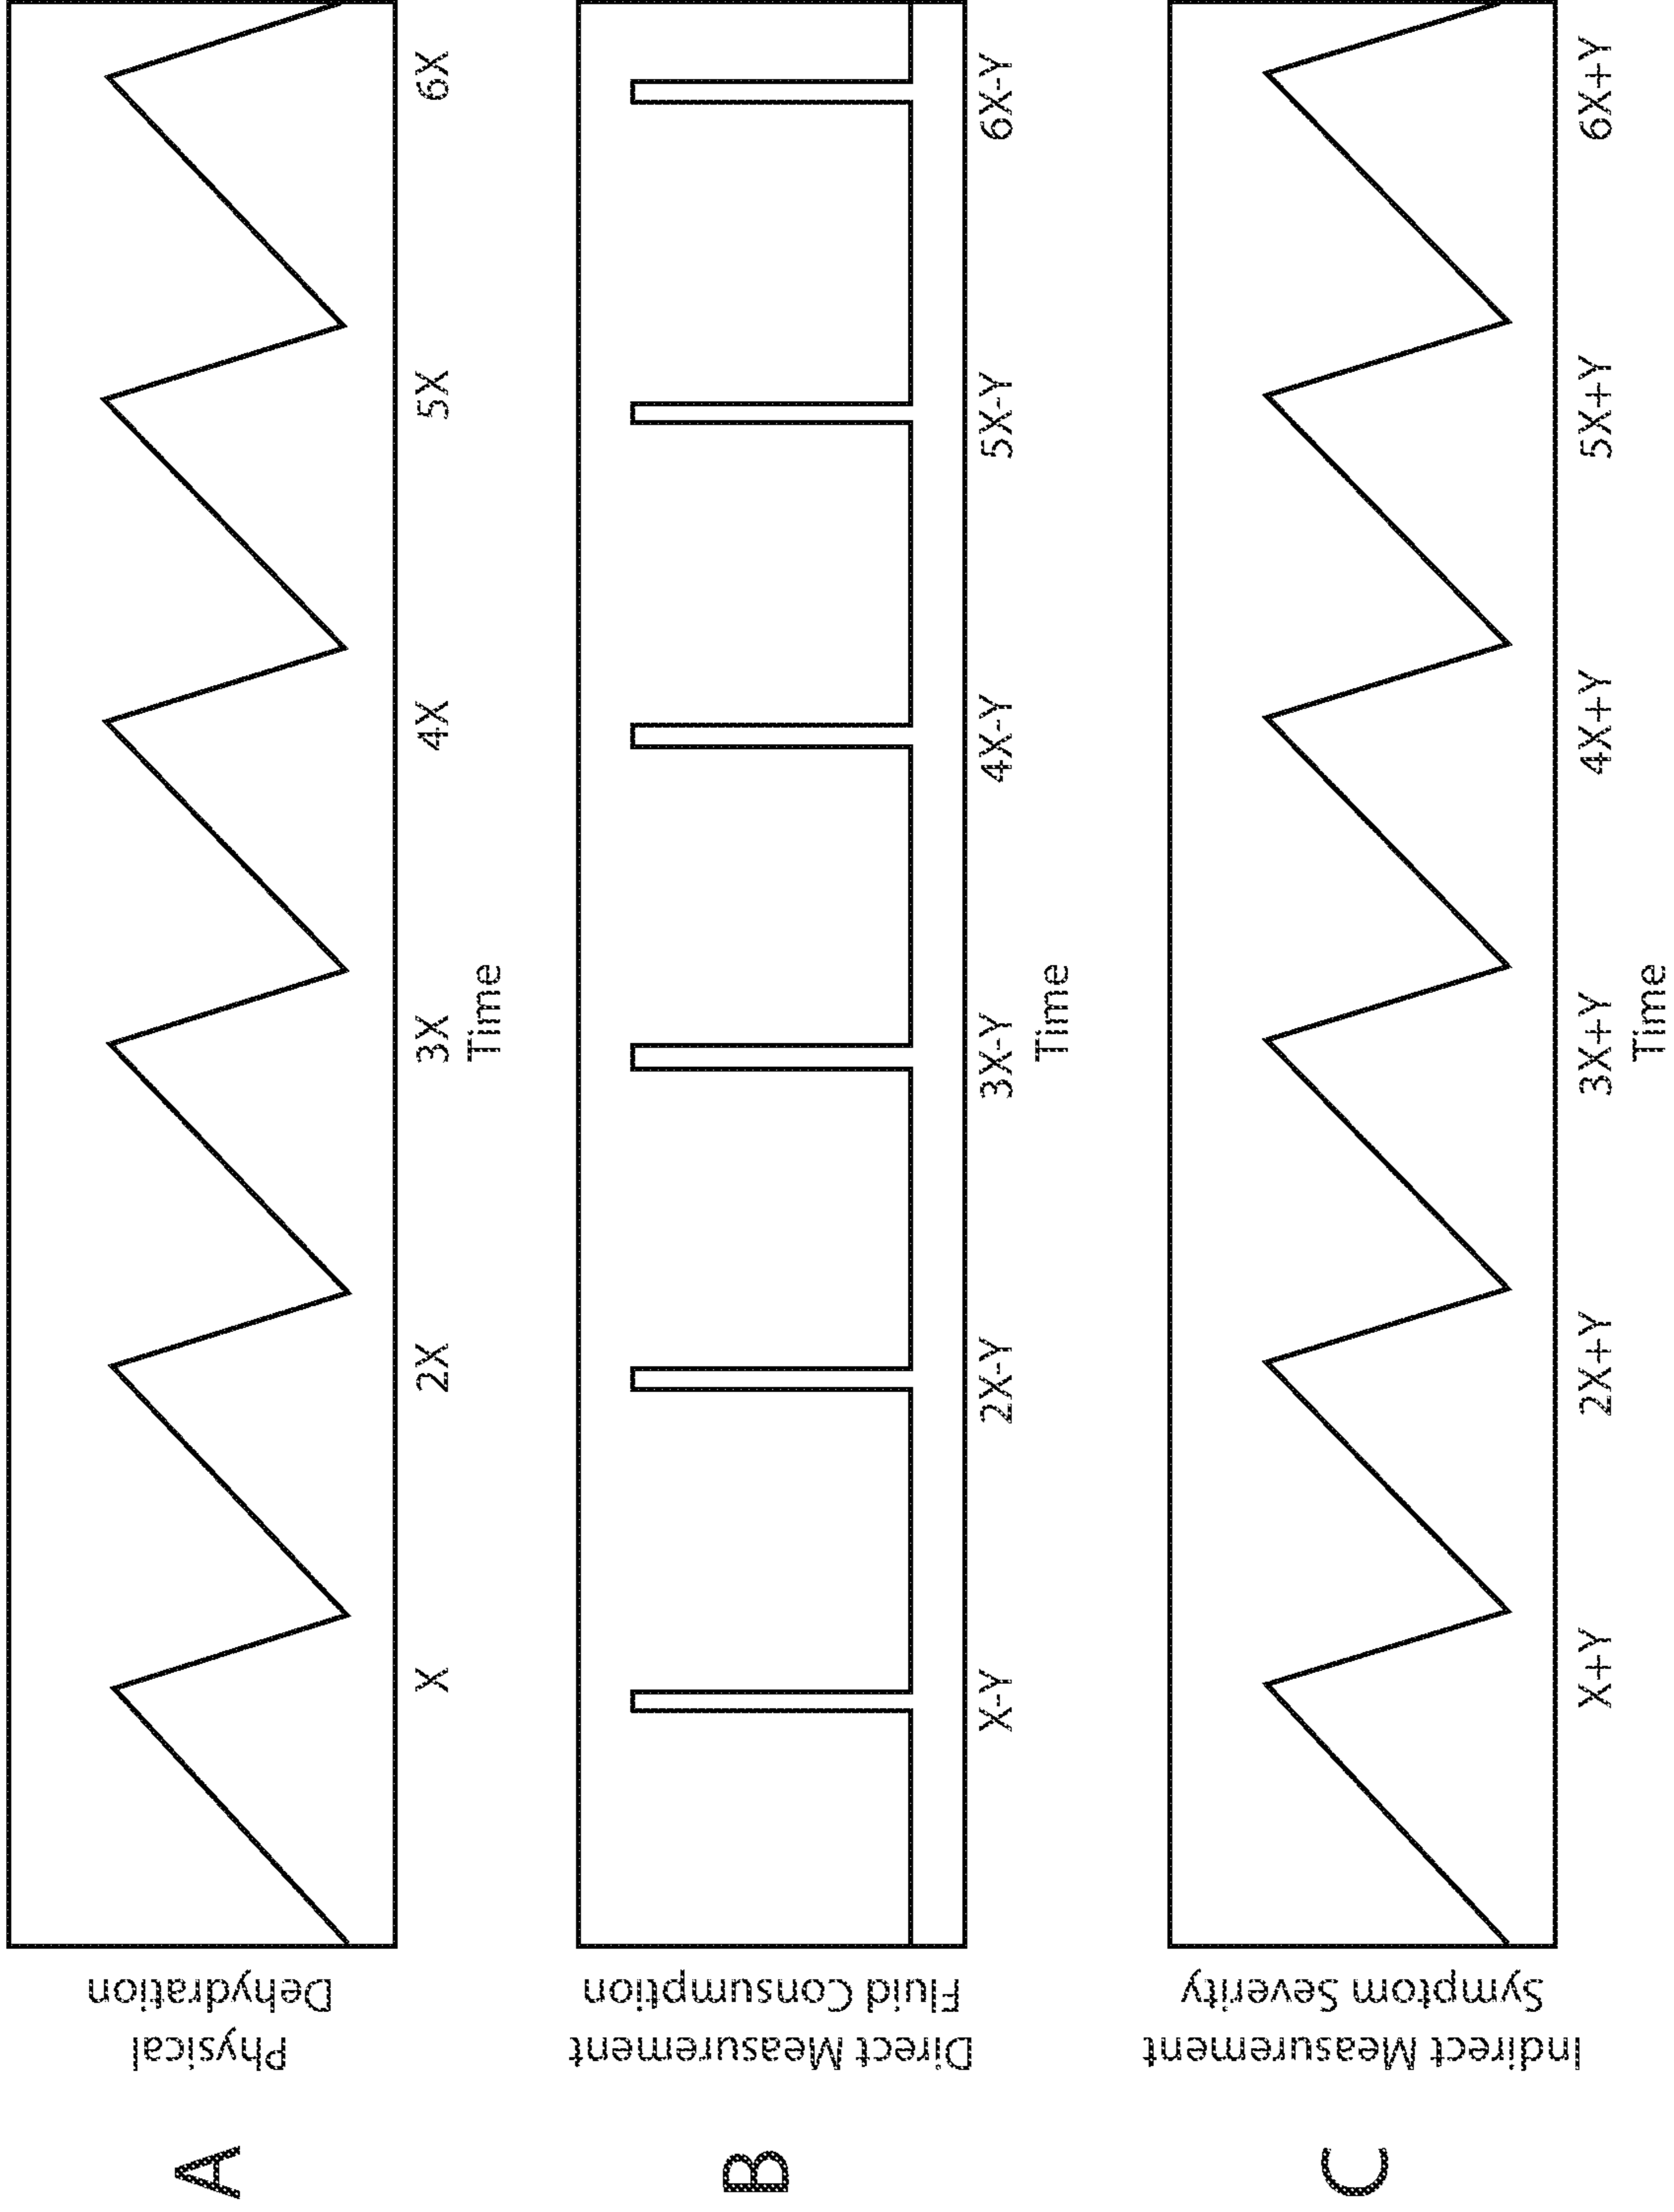 A
Physical
Dehydration
X 2X 3X 4X 5X 6X
Time
B
Direct Measurement
Fluid Consumption
X-Y 2X-Y 3X-Y 4X-Y 5X-Y 6X-Y
Time
C
Indirect Measurement
Symptom Severity
X+Y 2X+Y 3X+Y 4X+Y 5X+Y 6X+Y
Time